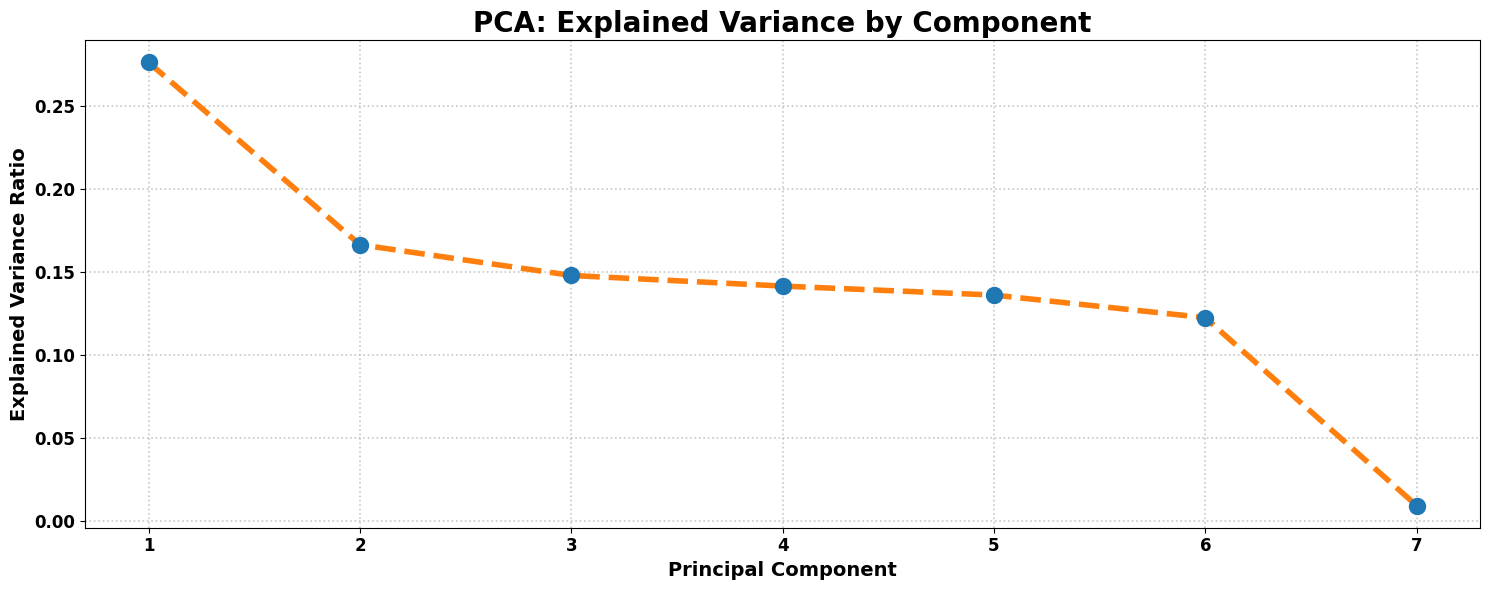 PCA: Explained Variance by Component
Explained Variance Ratio
0.25
0.20
0.15
0.10
0.05
0.00
1 2 3 4 5 6 7
Principal Component